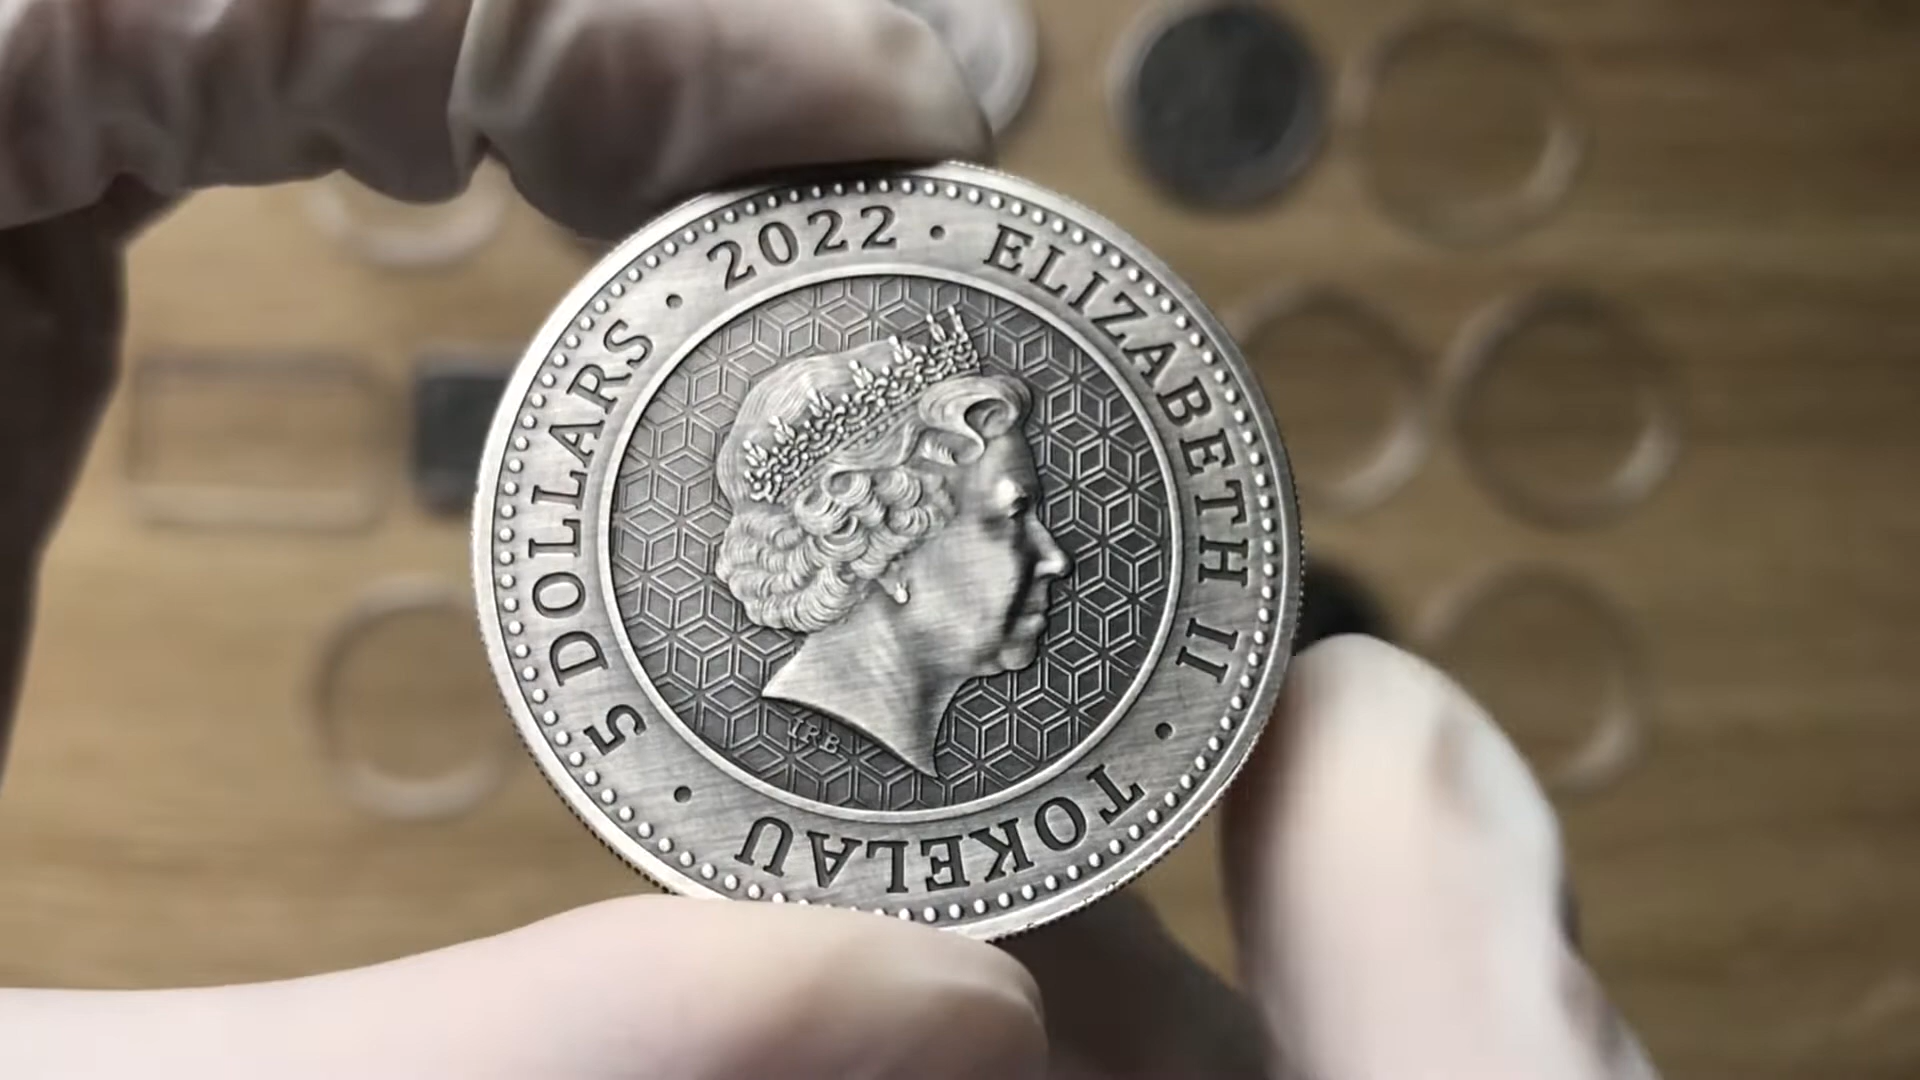 5 DOLLARS · 2022 · ELIZABETH II · TOKELAU ·
IRB